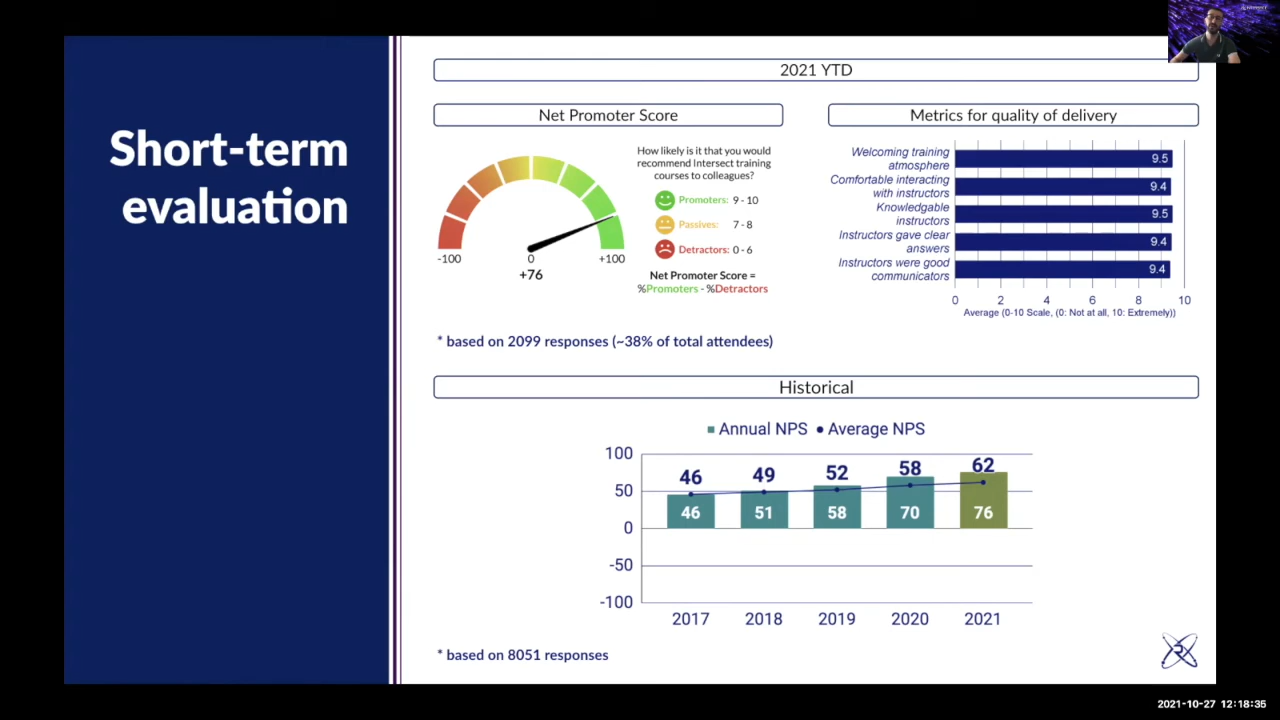 Short-term
evaluation
2021 YTD
Net Promoter Score
Metrics for quality of delivery
-100
0
+100
+76
How likely is it that you would
recommend Intersect training
courses to colleagues?
Promoters: 9 - 10
Passives: 7 - 8
Detractors: 0 - 6
Net Promoter Score =
%Promoters - %Detractors
Welcoming training
atmosphere
9.5
Comfortable interacting
with instructors
9.4
Knowledgable
instructors
9.5
Instructors gave clear
answers
9.4
Instructors were good
communicators
9.4
0 2 4 6 8 10
Average (0-10 Scale, (0: Not at all, 10: Extremely))
* based on 2099 responses (~38% of total attendees)
Historical
Annual NPS Average NPS
100
50
0
-50
-100
46 49 52 58 62
46 51 58 70 76
2017 2018 2019 2020 2021
* based on 8051 responses
2021-10-27 12:18:35